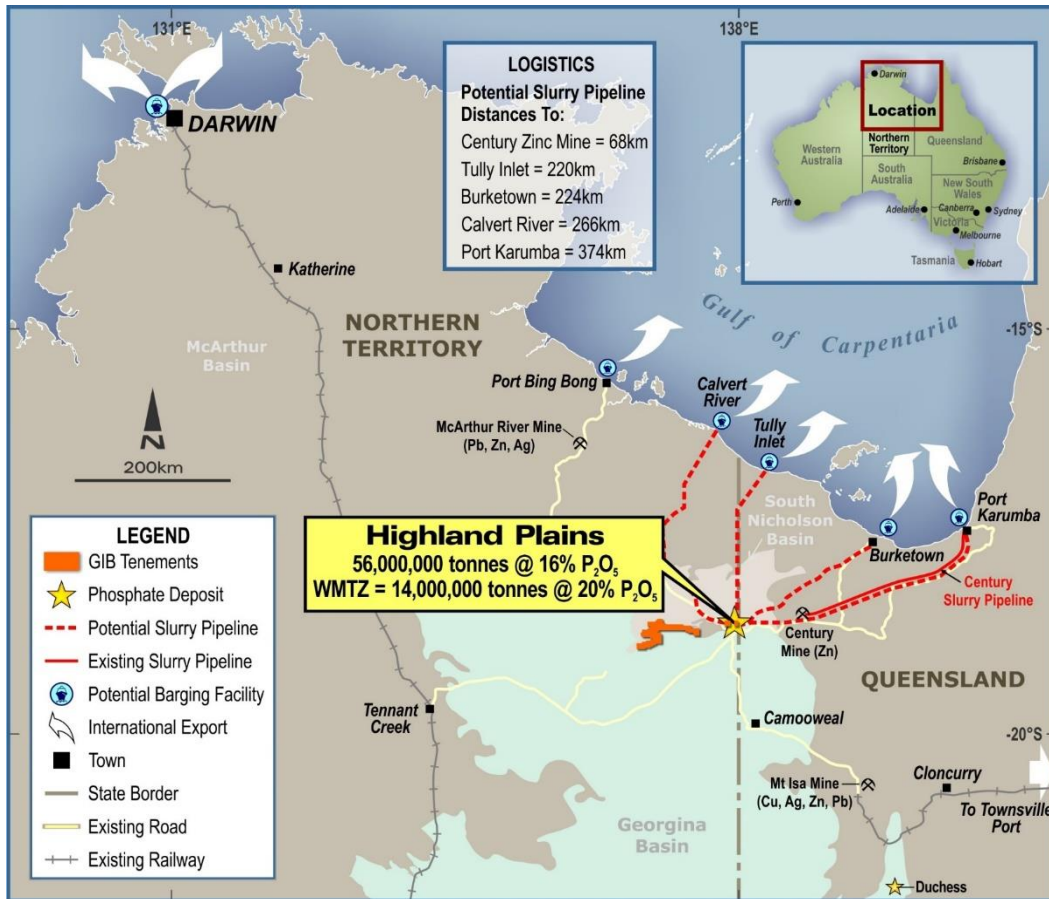 131°E
138°E
DARWIN
LOGISTICS
Potential Slurry Pipeline
Distances To:
Century Zinc Mine = 68km
Tully Inlet = 220km
Burketown = 224km
Calvert River = 266km
Port Karumba = 374km
Darwin
Location
Northern
Territory
Queensland
Western
Australia
South
Australia
Brisbane
New South
Wales
Perth
Adelaide
Canberra
Sydney
Victoria
Melbourne
Tasmania
Hobart
Katherine
McArthur
Basin
NORTHERN
TERRITORY
Gulf of Carpentaria
-15°S
Port Bing Bong
Calvert
River
Tully
Inlet
McArthur River Mine
(Pb, Zn, Ag)
N
200km
South
Nicholson
Basin
Port
Karumba
Burketown
Century
Slurry Pipeline
Highland Plains
56,000,000 tonnes @ 16% P₂O₅
WMTZ = 14,000,000 tonnes @ 20% P₂O₅
Century
Mine (Zn)
QUEENSLAND
LEGEND
GIB Tenements
Phosphate Deposit
Potential Slurry Pipeline
Existing Slurry Pipeline
Potential Barging Facility
International Export
Town
State Border
Existing Road
Existing Railway
Tennant
Creek
Camooweal
-20°S
Mt Isa Mine
(Cu, Ag, Zn, Pb)
Cloncurry
To Townsville
Port
Georgina
Basin
Duchess